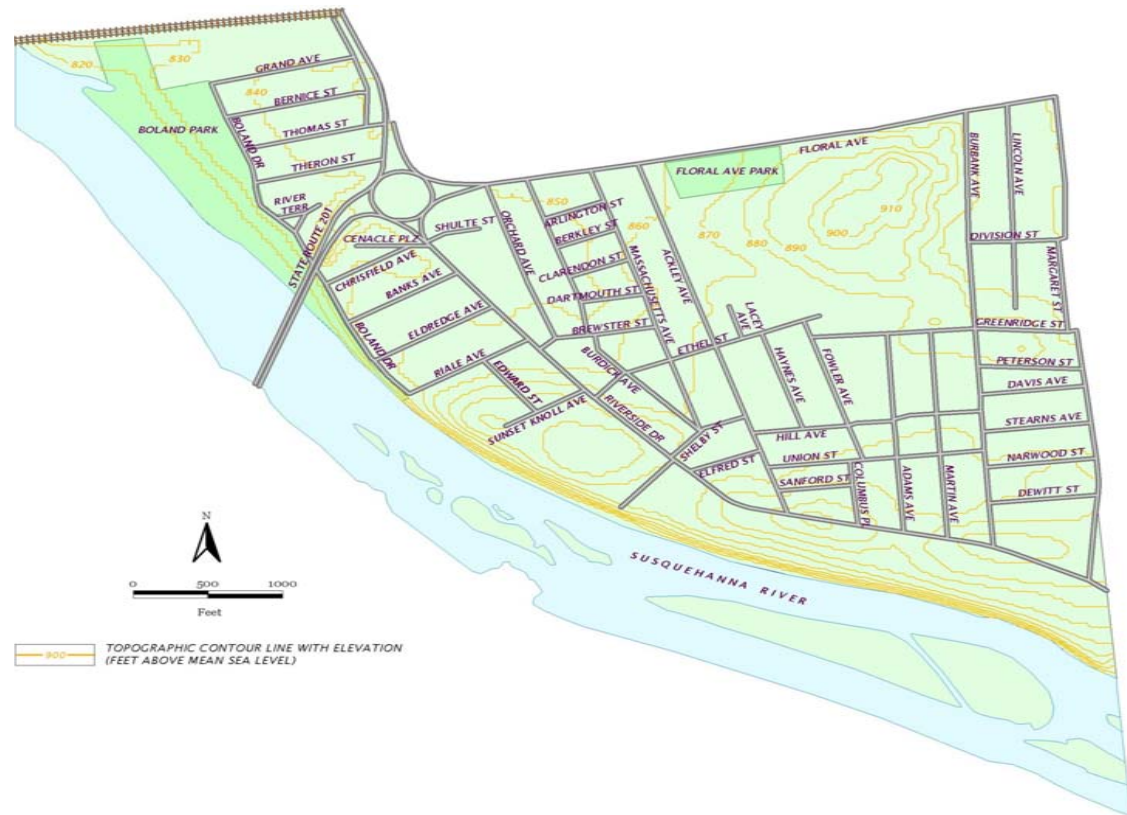 820
830
GRAND AVE
840
BERNICE ST
BOLAND PARK
BOLAND DR
THOMAS ST
THERON ST
RIVER
TERR
STATE ROUTE 201
CENACLE PLZ
SHULTE ST
CHRISFIELD AVE
BANKS AVE
ELDREDGE AVE
BOLAND DR
RIALE AVE
EDWARD ST
SUNSET KNOLL AVE
ORCHARD AVE
850
ARLINGTON ST
BERKLEY ST
CLARENDON ST
DARTMOUTH ST
BREWSTER ST
BURDICK AVE
RIVERSIDE DR
860
MASSACHUSETTS AVE
ACKLEY AVE
ETHEL ST
SHELBY ST
ELFRED ST
FLORAL AVE PARK
FLORAL AVE
870
880
890
900
910
LACEY
AVE
HAYNES AVE
FOWLER AVE
HILL AVE
UNION ST
SANFORD ST
COLUMBUS PL
ADAMS AVE
MARTIN AVE
BURBANK AVE
LINCOLN AVE
DIVISION ST
MARGARET ST
GREENRIDGE ST
PETERSON ST
DAVIS AVE
STEARNS AVE
NARWOOD ST
DEWITT ST
SUSQUEHANNA RIVER
N
0 500 1000
Feet
900 TOPOGRAPHIC CONTOUR LINE WITH ELEVATION
(FEET ABOVE MEAN SEA LEVEL)